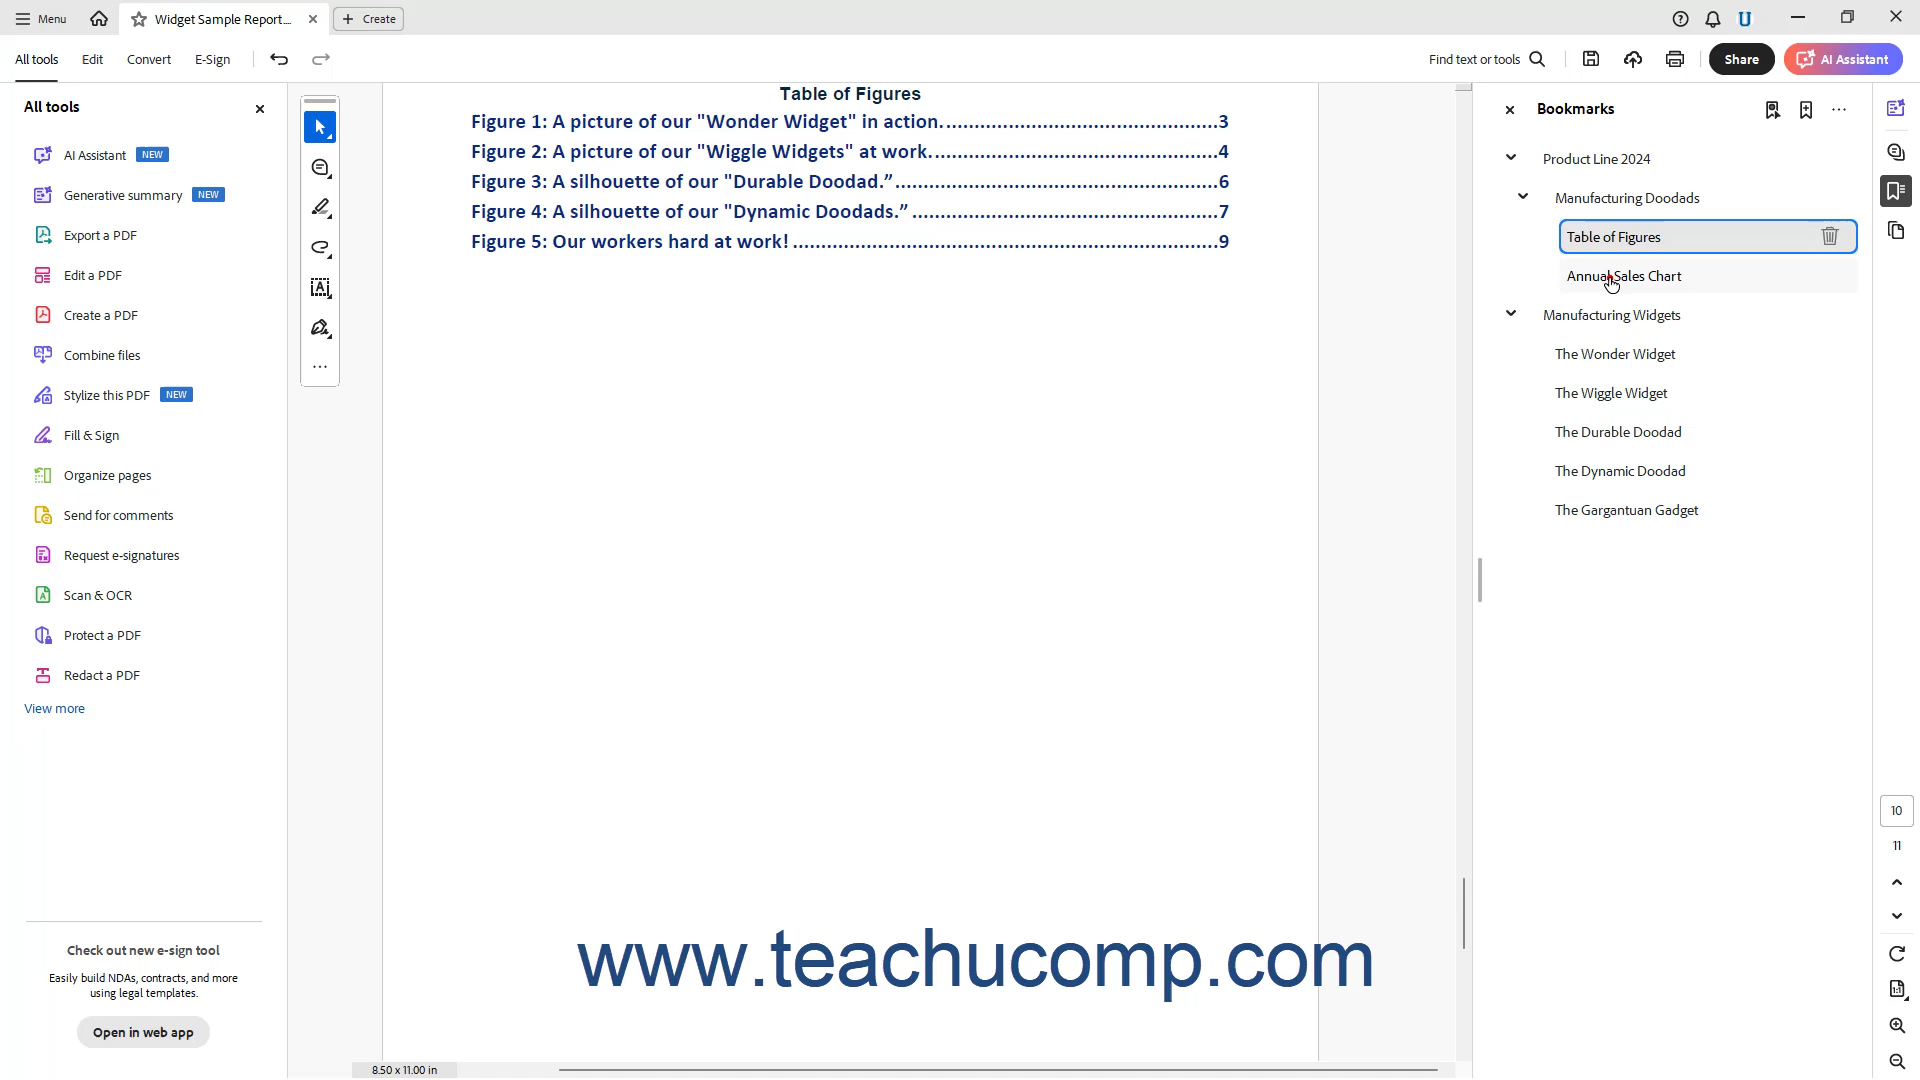 Menu
Widget Sample Report...
Create
All tools
Edit
Convert
E-Sign
Find text or tools
Share
AI Assistant
All tools
AI Assistant NEW
Generative summary NEW
Export a PDF
Edit a PDF
Create a PDF
Combine files
Stylize this PDF NEW
Fill & Sign
Organize pages
Send for comments
Request e-signatures
Scan & OCR
Protect a PDF
Redact a PDF
View more
Check out new e-sign tool
Easily build NDAs, contracts, and more
using legal templates.
Open in web app
Table of Figures
Figure 1: A picture of our "Wonder Widget" in action...............................................3
Figure 2: A picture of our "Wiggle Widgets" at work.................................................4
Figure 3: A silhouette of our "Durable Doodad.”......................................................6
Figure 4: A silhouette of our "Dynamic Doodads.”...................................................7
Figure 5: Our workers hard at work!.......................................................................9
www.teachucomp.com
8.50 x 11.00 in
Bookmarks
Product Line 2024
Manufacturing Doodads
Table of Figures
Annual Sales Chart
Manufacturing Widgets
The Wonder Widget
The Wiggle Widget
The Durable Doodad
The Dynamic Doodad
The Gargantuan Gadget
10
11